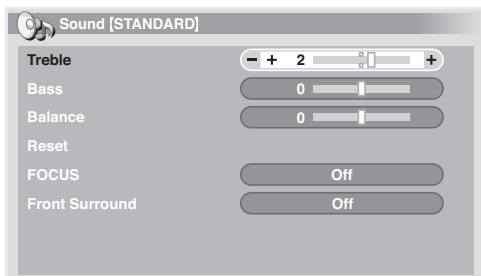 Sound [STANDARD]
Treble - + 2 +
Bass 0
Balance 0
Reset
FOCUS Off
Front Surround Off